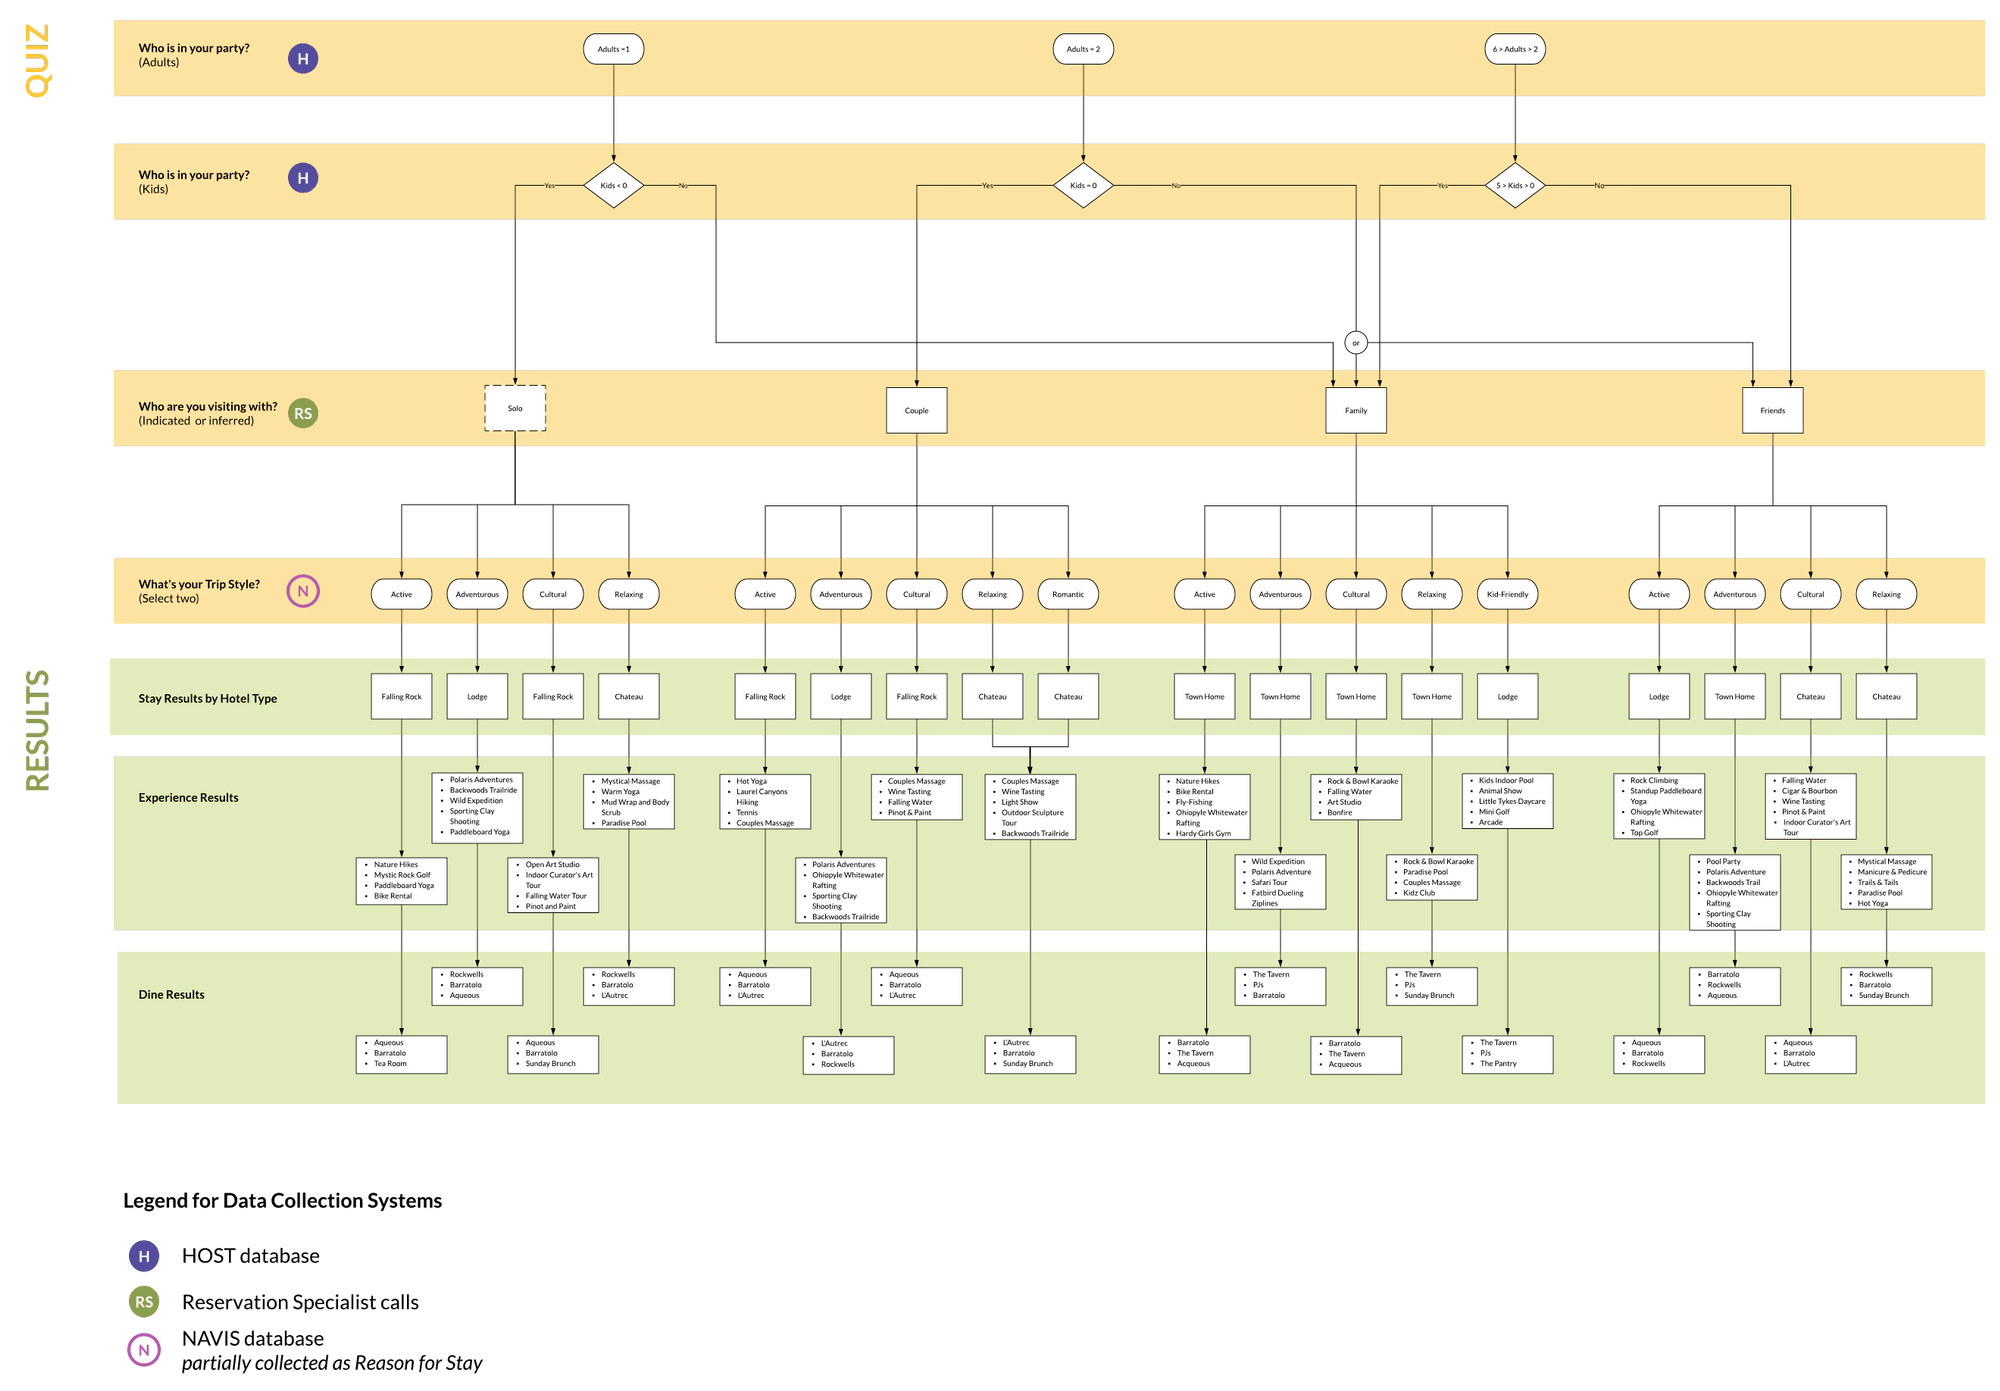 QUIZ
Who is in your party?
(Adults)
H
Adults =1
Adults = 2
6 > Adults > 2
Who is in your party?
(Kids)
H
Yes
Kids < 0
No
Yes
Kids = 0
No
Yes
5 > Kids > 0
No
or
Who are you visiting with?
(Indicated or inferred)
RS
Solo
Couple
Family
Friends
What's your Trip Style?
(Select two)
N
Active
Adventurous
Cultural
Relaxing
Active
Adventurous
Cultural
Relaxing
Romantic
Active
Adventurous
Cultural
Relaxing
Kid-Friendly
Active
Adventurous
Cultural
Relaxing
RESULTS
Stay Results by Hotel Type
Falling Rock
Lodge
Falling Rock
Chateau
Falling Rock
Lodge
Falling Rock
Chateau
Chateau
Town Home
Town Home
Town Home
Town Home
Lodge
Lodge
Town Home
Chateau
Chateau
Experience Results
• Nature Hikes
• Mystic Rock Golf
• Paddleboard Yoga
• Bike Rental
• Polaris Adventures
• Backwoods Trailride
• Wild Expedition
• Sporting Clay
Shooting
• Paddleboard Yoga
• Open Art Studio
• Indoor Curator's Art
Tour
• Falling Water Tour
• Pinot and Paint
• Mystical Massage
• Warm Yoga
• Mud Wrap and Body
Scrub
• Paradise Pool
• Hot Yoga
• Laurel Canyons
Hiking
• Tennis
• Couples Massage
• Polaris Adventures
• Ohiopyle Whitewater
Rafting
• Sporting Clay
Shooting
• Backwoods Trailride
• Couples Massage
• Wine Tasting
• Falling Water
• Pinot & Paint
• Couples Massage
• Wine Tasting
• Light Show
• Outdoor Sculpture
Tour
• Backwoods Trailride
• Nature Hikes
• Bike Rental
• Fly-Fishing
• Ohiopyle Whitewater
Rafting
• Hardy Girls Gym
• Wild Expedition
• Polaris Adventure
• Safari Tour
• Fatbird Dueling
Ziplines
• Rock & Bowl Karaoke
• Falling Water
• Art Studio
• Bonfire
• Rock & Bowl Karaoke
• Paradise Pool
• Couples Massage
• Kidz Club
• Kids Indoor Pool
• Animal Show
• Little Tykes Daycare
• Mini Golf
• Arcade
• Rock Climbing
• Standup Paddleboard
Yoga
• Ohiopyle Whitewater
Rafting
• Top Golf
• Pool Party
• Polaris Adventure
• Backwoods Trail
• Ohiopyle Whitewater
Rafting
• Sporting Clay
Shooting
• Falling Water
• Cigar & Bourbon
• Wine Tasting
• Pinot & Paint
• Indoor Curator's Art
Tour
• Mystical Massage
• Manicure & Pedicure
• Trails & Tails
• Paradise Pool
• Hot Yoga
Dine Results
• Aqueous
• Barratolo
• Tea Room
• Rockwells
• Barratolo
• Aqueous
• Aqueous
• Barratolo
• Sunday Brunch
• Rockwells
• Barratolo
• L'Autrec
• Aqueous
• Barratolo
• L'Autrec
• L'Autrec
• Barratolo
• Rockwells
• Aqueous
• Barratolo
• L'Autrec
• L'Autrec
• Barratolo
• Sunday Brunch
• Barratolo
• The Tavern
• Acqueous
• The Tavern
• PJs
• Barratolo
• Barratolo
• The Tavern
• Acqueous
• The Tavern
• PJs
• Sunday Brunch
• The Tavern
• PJs
• The Pantry
• Aqueous
• Barratolo
• Rockwells
• Barratolo
• Rockwells
• Aqueous
• Aqueous
• Barratolo
• L'Autrec
• Rockwells
• Barratolo
• Sunday Brunch
Legend for Data Collection Systems
H HOST database
RS Reservation Specialist calls
N NAVIS database
partially collected as Reason for Stay